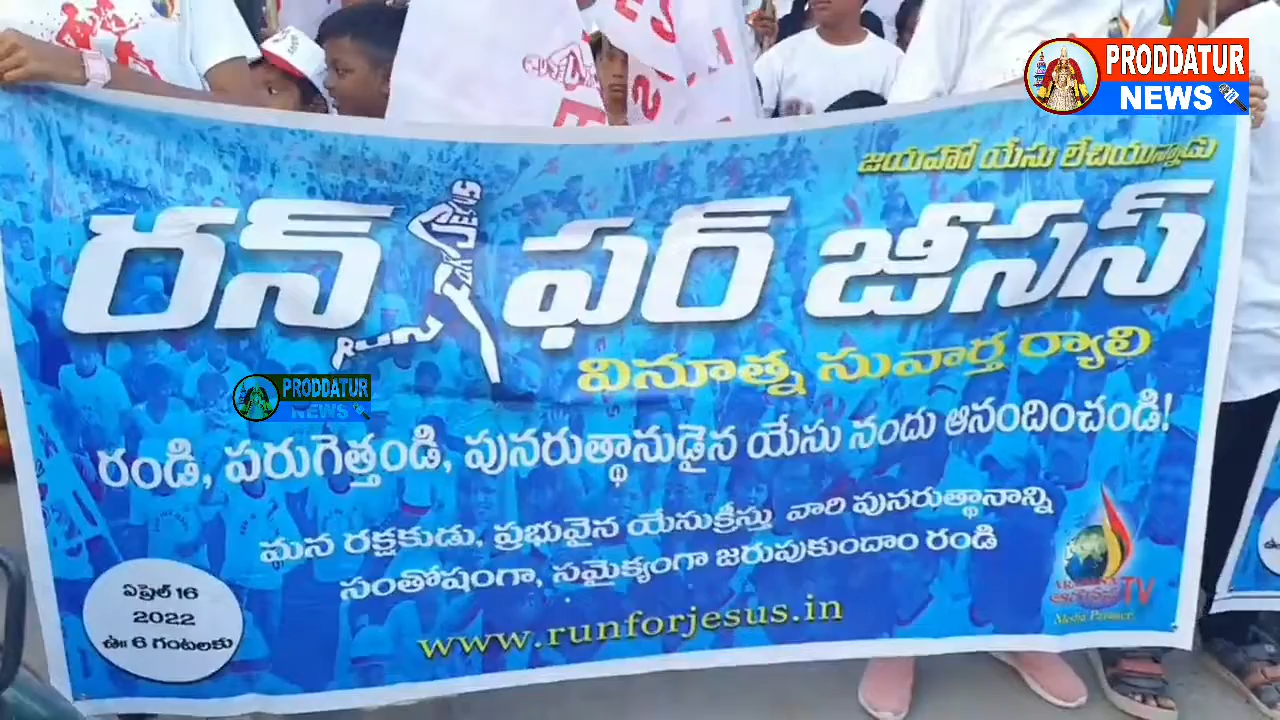 PRODDATUR
NEWS
జయహో యేసు లేచియున్నాడు
రన్ ఫర్ జీసస్
RUN FOR JESUS
వినూత్న సువార్త ర్యాలి
PRODDATUR
NEWS
రండి, పరుగెత్తండి, పునరుత్థానుడైన యేసు నందు ఆనందించండి!
మన రక్షకుడు, ప్రభువైన యేసుక్రీస్తు వారి పునరుత్థానాన్ని
సంతోషంగా, సమైక్యంగా జరుపుకుందాం రండి
ఏప్రెల్ 16
2022
ఉ॥ 6 గంటలకు
www.runforjesus.in
TV
Media Partner